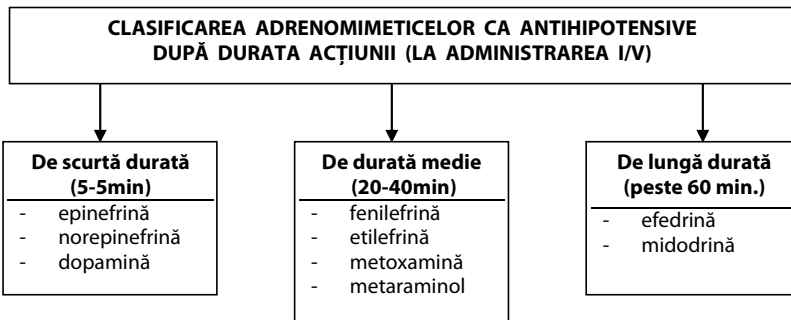 CLASIFICAREA ADRENOMIMETICELOR CA ANTIHIPOTENSIVE
DUPĂ DURATA ACȚIUNII (LA ADMINISTRAREA I/V)
De scurtă durată
(5-5min)
- epinefrină
- norepinefrină
- dopamină
De durată medie
(20-40min)
- fenilefrină
- etilefrină
- metoxamină
- metaraminol
De lungă durată
(peste 60 min.)
- efedrină
- midodrină